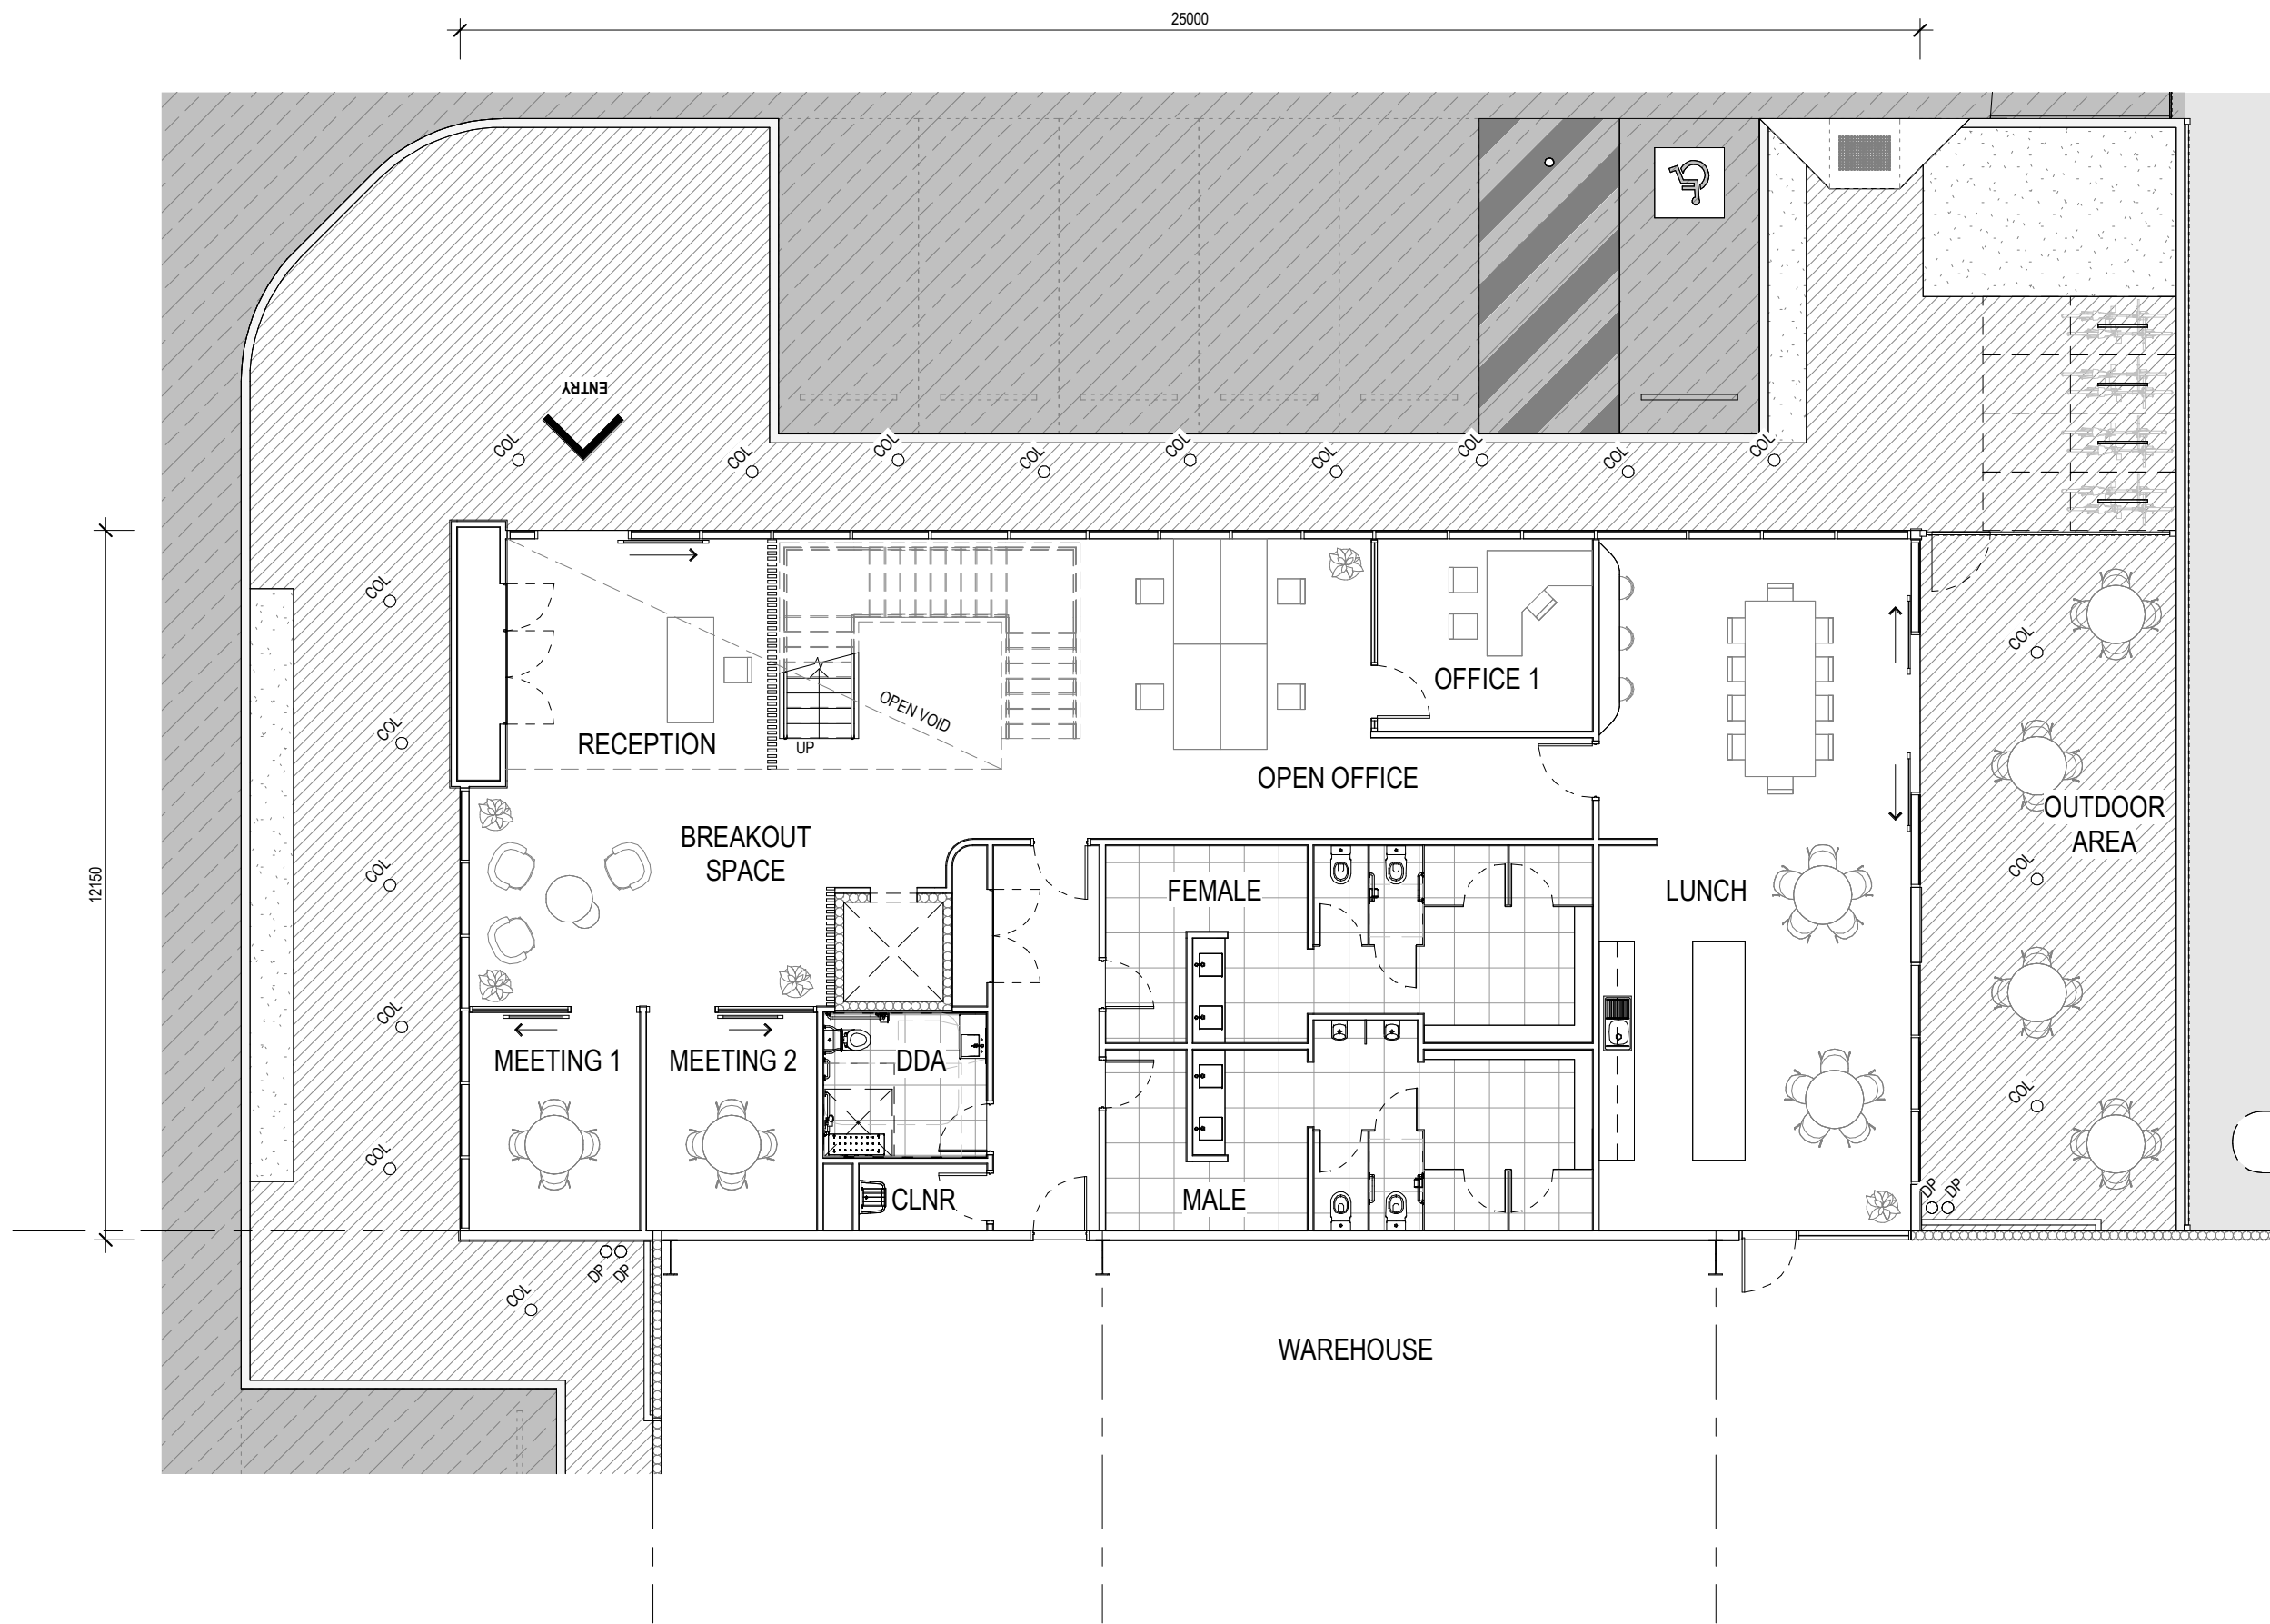 25000
ENTRY
COL
COL
COL
COL
COL
COL
COL
COL
COL
12150
COL
COL
COL
COL
COL
COL
COL
COL
COL
OPEN VOID
UP
RECEPTION
OFFICE 1
OPEN OFFICE
BREAKOUT
SPACE
OUTDOOR
AREA
FEMALE
LUNCH
MEETING 1
MEETING 2
DDA
CLNR
MALE
DP
DP
DP
DP
WAREHOUSE